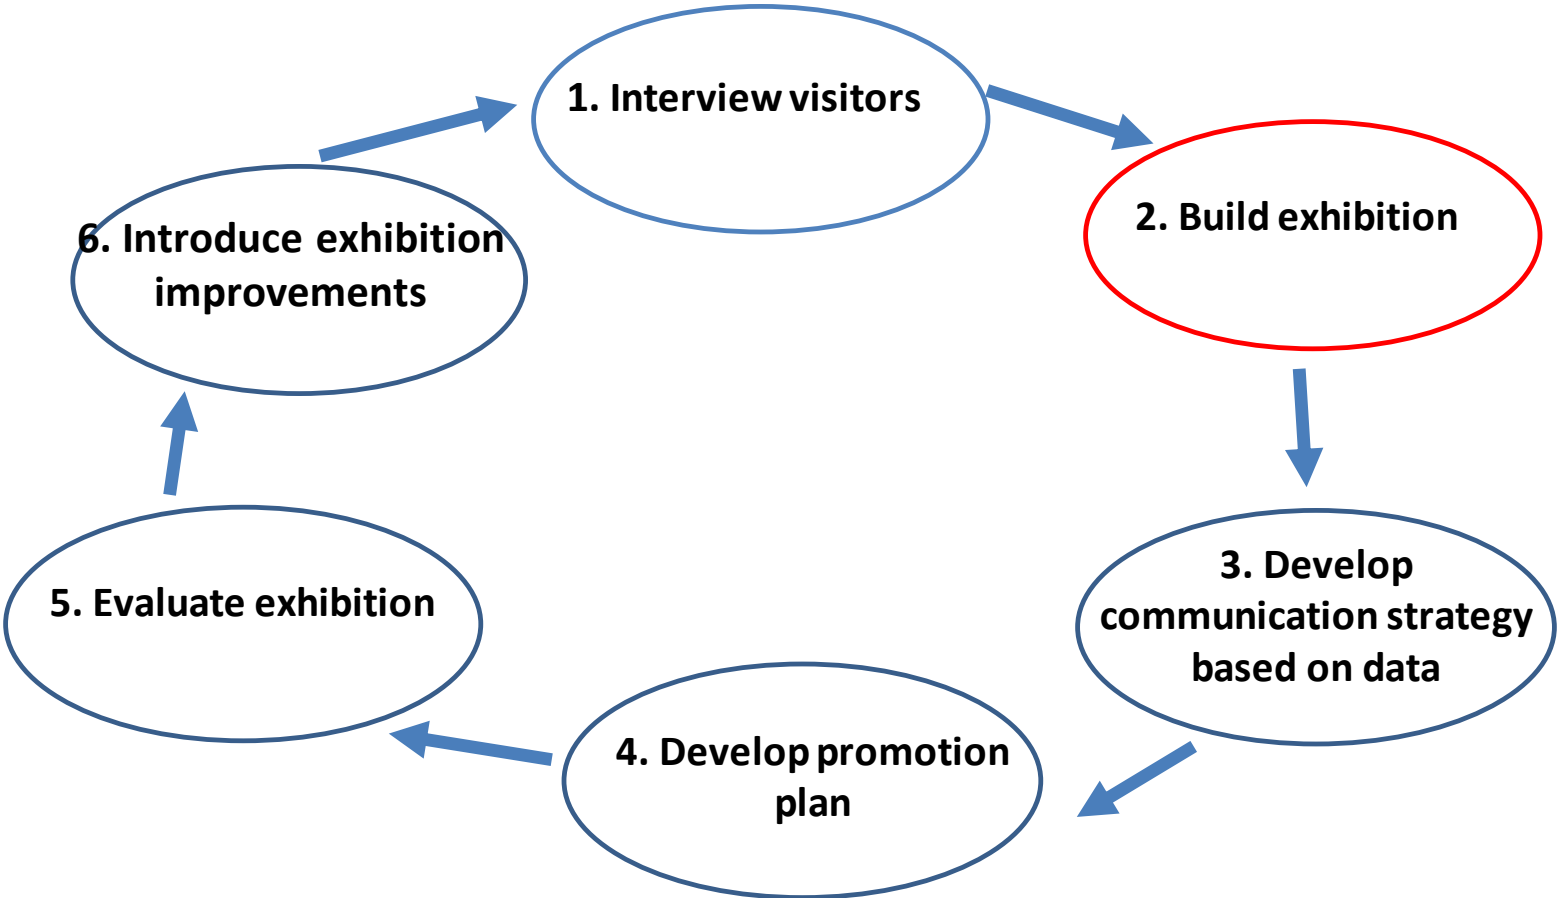 1. Interview visitors
2. Build exhibition
3. Develop
communication strategy
based on data
4. Develop promotion
plan
5. Evaluate exhibition
6. Introduce exhibition
improvements